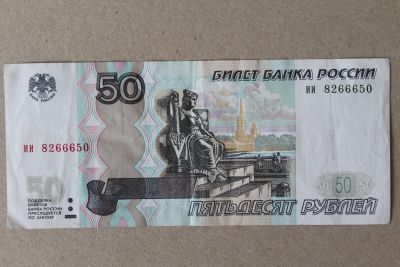 50
БИЛЕТ БАНКА РОССИИ
ии 8266650
ии 8266650
50
50
ПОДДЕЛКА
БИЛЕТОВ
БАНКА РОССИИ
ПРЕСЛЕДУЕТСЯ
ПО ЗАКОНУ
ПЯТЬДЕСЯТ РУБЛЕЙ